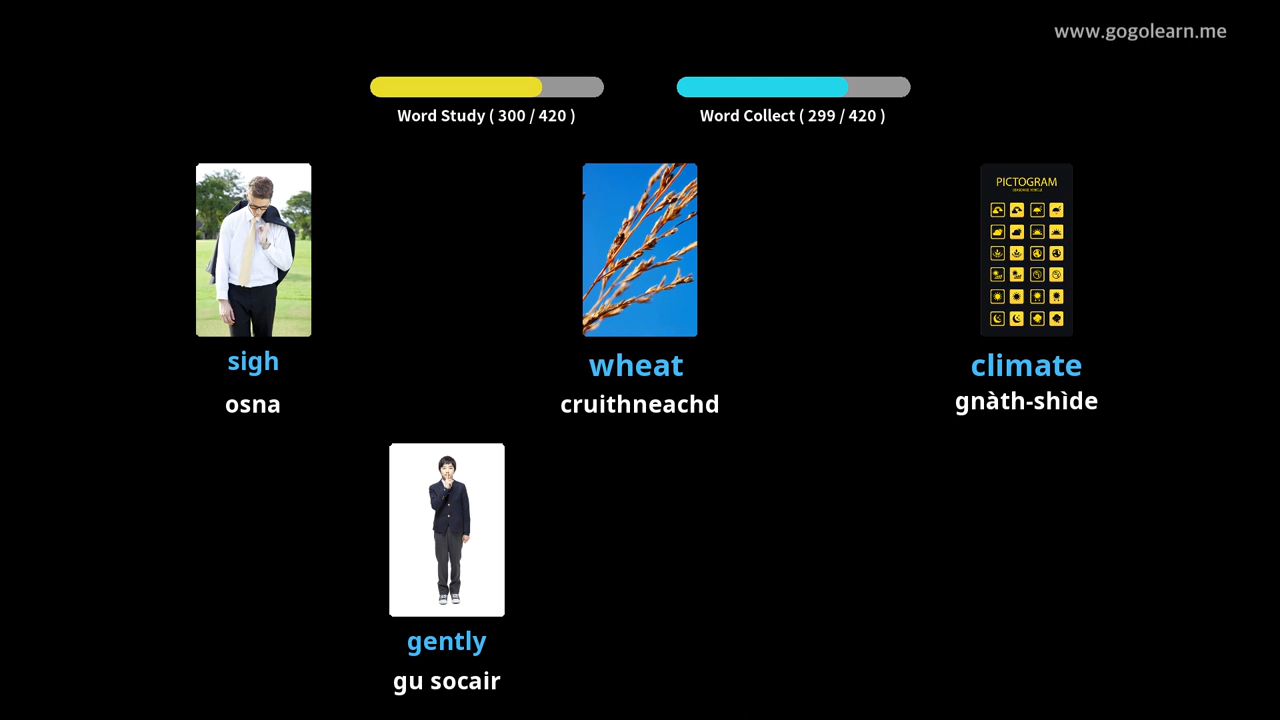 www.gogolearn.me
Word Study ( 300 / 420 )
Word Collect ( 299 / 420 )
PICTOGRAM
sigh
wheat
climate
osna
cruithneachd
gnàth-shìde
gently
gu socair